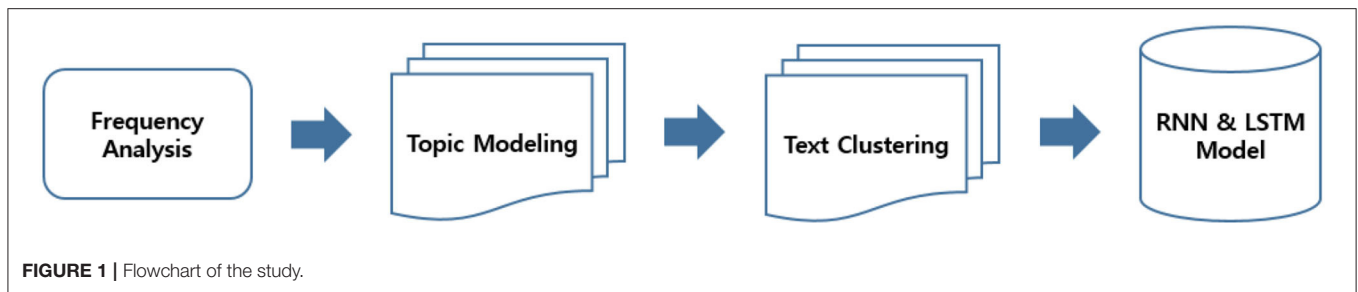 Frequency
Analysis
Topic Modeling
Text Clustering
RNN & LSTM
Model
FIGURE 1 | Flowchart of the study.